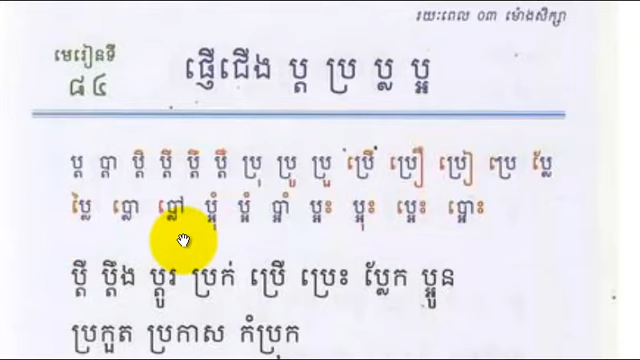 រយៈពេល ០៣ ម៉ោងសិក្សា
មេរៀនទី
៨៤
ផ្ញើជើង ប្ត ប្រ ប្ល ប្អ
ប្ត ប្តា ប្តិ ប្តី ប្តឹ ប្តឺ ប្រុ ប្រូ ប្រួ ប្រើ ប្រឿ ប្រៀ ប្រេ ប្លែ
ប្លៃ ប្លោ ប្លៅ ប្អុំ ប្អំ ប្អាំ ប្អះ ប្អុះ ប្អេះ ប្អោះ
ប្តី ប្តឹង ប្តូរ ប្រក់ ប្រើ ប្រេះ ប្លែក ប្អូន
ប្រកួត ប្រកាស កំប្រុក